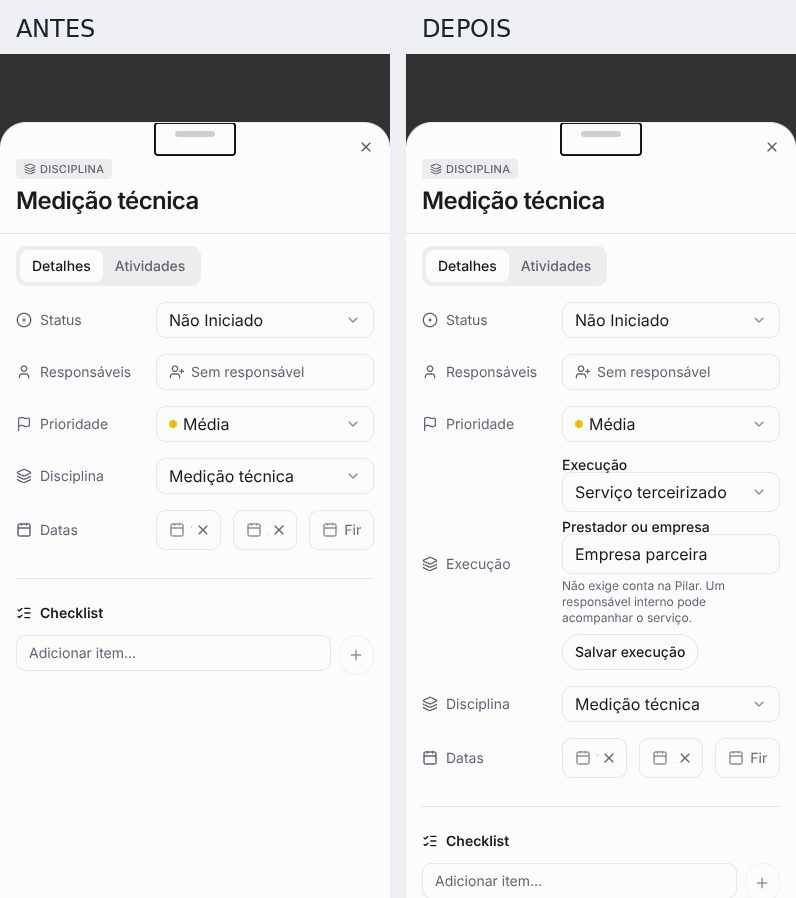 ANTES
DISCIPLINA
Medição técnica
Detalhes Atividades
Status Não Iniciado
Responsáveis Sem responsável
Prioridade Média
Disciplina Medição técnica
Datas Fir
Checklist
Adicionar item...
DEPOIS
DISCIPLINA
Medição técnica
Detalhes Atividades
Status Não Iniciado
Responsáveis Sem responsável
Prioridade Média
Execução
Serviço terceirizado
Prestador ou empresa
Execução Empresa parceira
Não exige conta na Pilar. Um
responsável interno pode
acompanhar o serviço.
Salvar execução
Disciplina Medição técnica
Datas Fir
Checklist
Adicionar item...